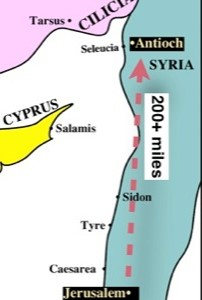 CILICIA
Tarsus •
Seleucia •
•Antioch
SYRIA
CYPRUS
Salamis
200+ miles
Sidon
Tyre
Caesarea
Jerusalem•